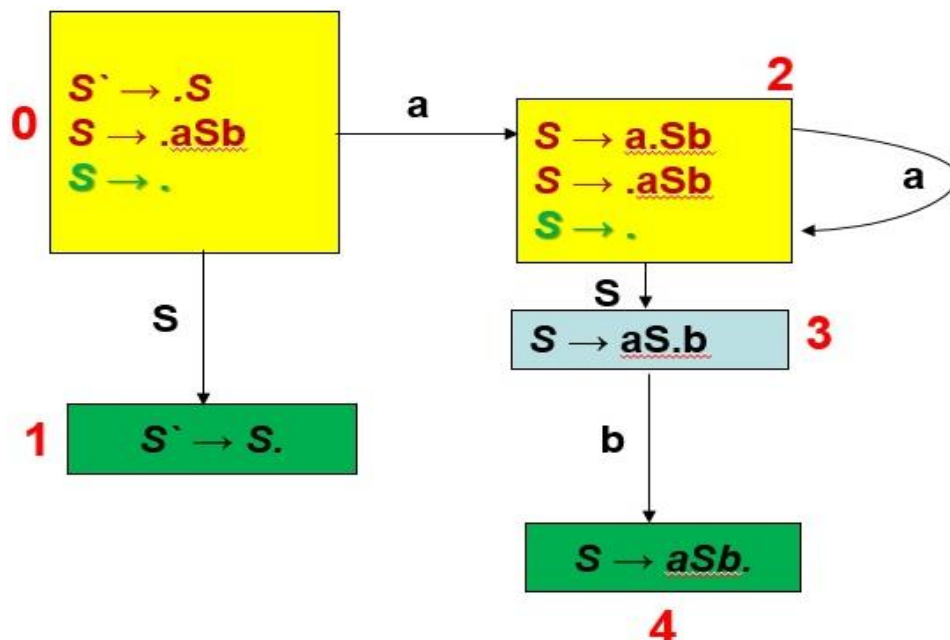 0
S` → .S
S → .aSb
S → .
a
2
S → a.Sb
S → .aSb
S → .
a
S
S
S → aS.b
3
1
S` → S.
b
S → aSb.
4